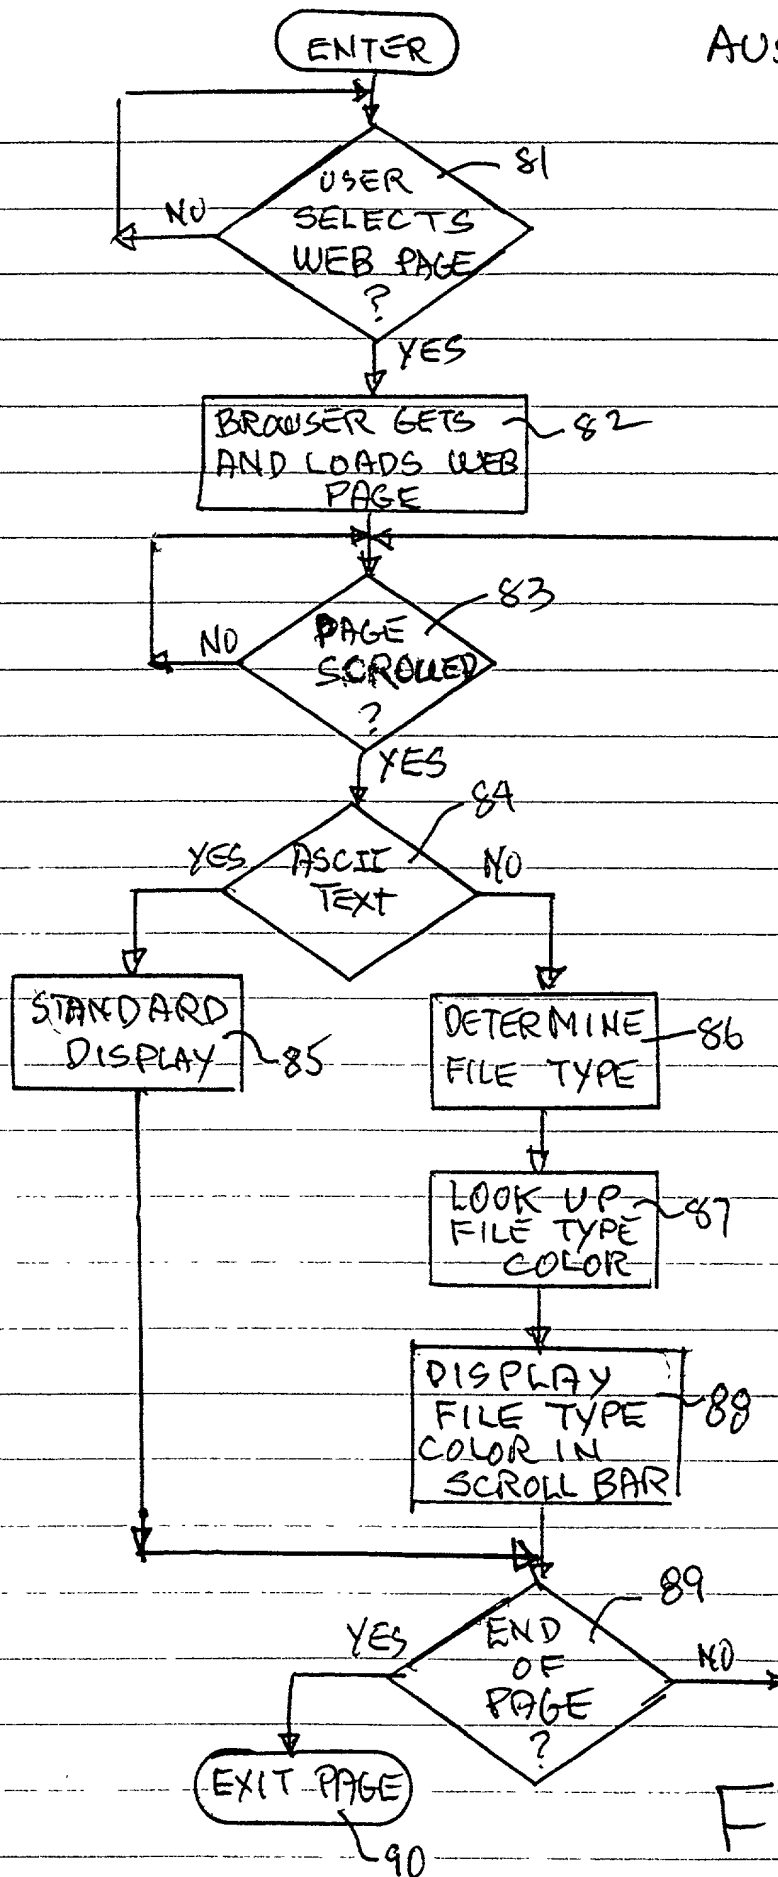 ENTER
AUS
81
USER
SELECTS
WEB PAGE
?
NO
YES
BROWSER GETS
AND LOADS WEB
PAGE
82
83
PAGE
SCROLLED
?
NO
YES
84
YES
ASCII
TEXT
NO
STANDARD
DISPLAY
85
DETERMINE
FILE TYPE
86
LOOK UP
FILE TYPE
COLOR
87
DISPLAY
FILE TYPE
COLOR IN
SCROLL BAR
88
89
YES
END
OF
PAGE
?
NO
EXIT PAGE
90
F